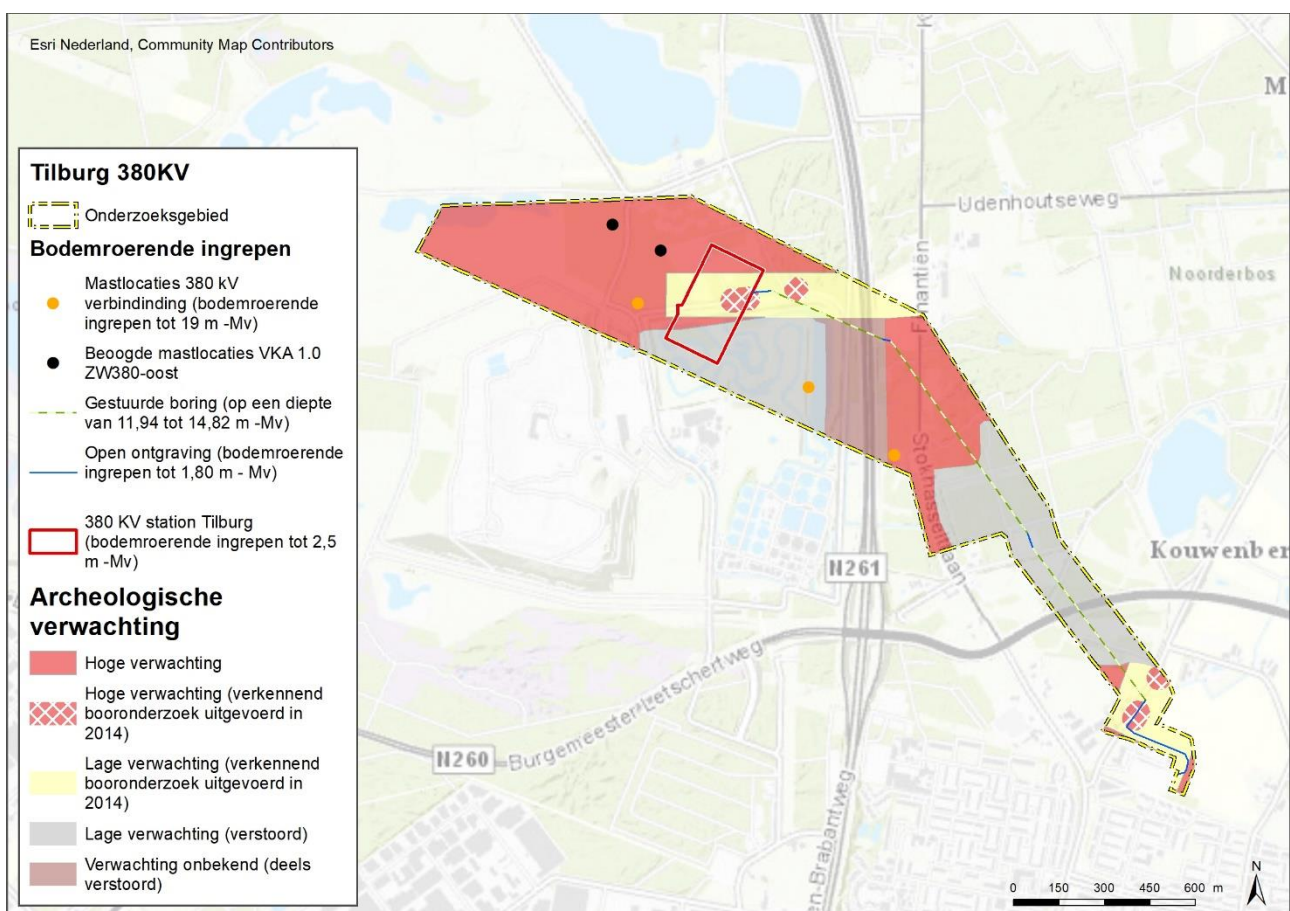 Esri Nederland, Community Map Contributors
Tilburg 380KV
Onderzoeksgebied
Bodemroerende ingrepen
Mastlocaties 380 kV
verbindinding (bodemroerende
ingrepen tot 19 m -Mv)
Beoogde mastlocaties VKA 1.0
ZW380-oost
Gestuurde boring (op een diepte
van 11,94 tot 14,82 m -Mv)
Open ontgraving (bodemroerende
ingrepen tot 1,80 m - Mv)
380 KV station Tilburg
(bodemroerende ingrepen tot 2,5
m -Mv)
Archeologische
verwachting
Hoge verwachting
Hoge verwachting (verkennend
booronderzoek uitgevoerd in
2014)
Lage verwachting (verkennend
booronderzoek uitgevoerd in
2014)
Lage verwachting (verstoord)
Verwachting onbekend (deels
verstoord)
M
Udenhoutseweg
Noorderbos
Kouwenber
N261
N260
Burgemeester Letschertweg
en-Brabantweg
0 150 300 450 600 m
N